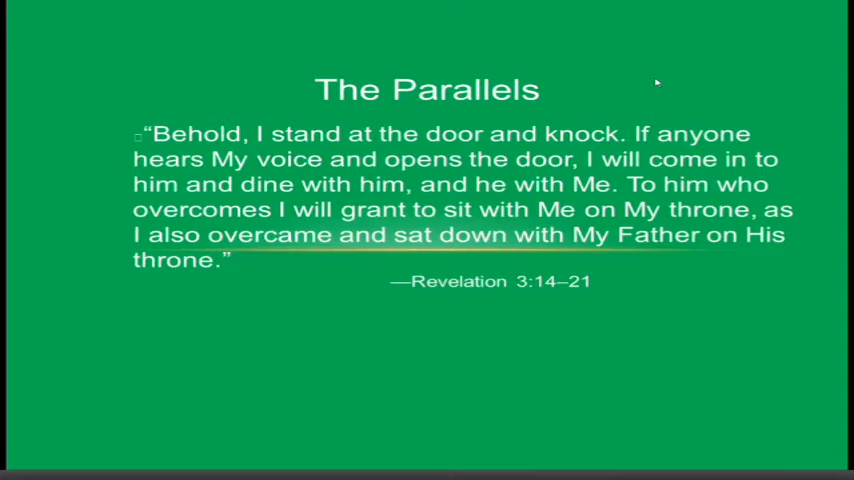 The Parallels
“Behold, I stand at the door and knock. If anyone
hears My voice and opens the door, I will come in to
him and dine with him, and he with Me. To him who
overcomes I will grant to sit with Me on My throne, as
I also overcame and sat down with My Father on His
throne.”
—Revelation 3:14–21